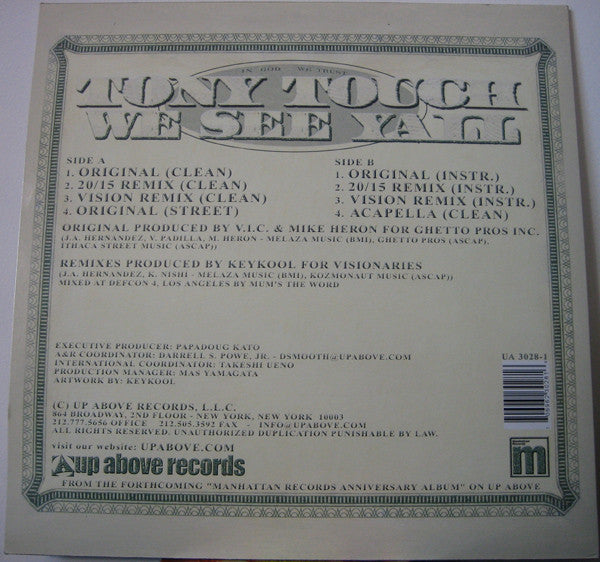 IN GOD WE TRUST
TONY TOUCH
WE SEE YALL
SIDE A
1. ORIGINAL (CLEAN)
2. 20/15 REMIX (CLEAN)
3. VISION REMIX (CLEAN)
4. ORIGINAL (STREET)
SIDE B
1. ORIGINAL (INSTR.)
2. 20/15 REMIX (INSTR.)
3. VISION REMIX (INSTR.)
4. ACAPELLA (CLEAN)
ORIGINAL PRODUCED BY V.I.C. & MIKE HERON FOR GHETTO PROS INC.
(J.A. HERNANDEZ, V. PADILLA, M. HERON - MELAZA MUSIC (BMI), GHETTO PROS (ASCAP),
ITHACA STREET MUSIC (ASCAP))
REMIXES PRODUCED BY KEYKOOL FOR VISIONARIES
(J.A. HERNANDEZ, K. NISHI - MELAZA MUSIC (BMI), KOZMONAUT MUSIC (ASCAP))
MIXED AT DEFCON 4, LOS ANGELES BY MUM'S THE WORD
EXECUTIVE PRODUCER: PAPADOUG KATO
A&R COORDINATOR: DARRELL S. POWE, JR. - DSMOOTH@UPABOVE.COM
INTERNATIONAL COORDINATOR: TAKESHI UENO
PRODUCTION MANAGER: MAS YAMAGATA
ARTWORK BY: KEYKOOL
UA 3028-1
(C) UP ABOVE RECORDS, L.L.C.
864 BROADWAY, 2ND FLOOR - NEW YORK, NEW YORK 10003
212.777.5656 OFFICE 212.505.3592 FAX - INFO@UPABOVE.COM
ALL RIGHTS RESERVED. UNAUTHORIZED DUPLICATION PUNISHABLE BY LAW.
visit our website: UPABOVE.COM
up above records
m
FROM THE FORTHCOMING "MANHATTAN RECORDS ANNIVERSARY ALBUM" ON UP ABOVE